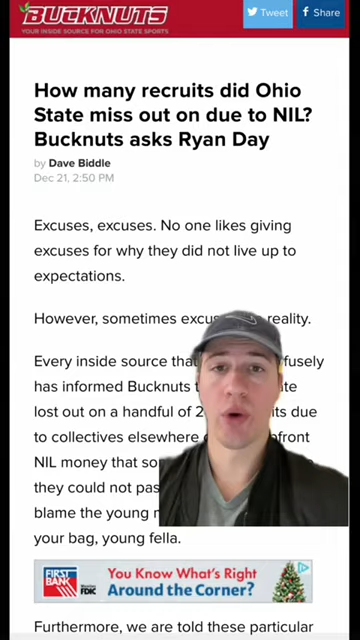 BUCKNUTS
YOUR INSIDE SOURCE FOR OHIO STATE SPORTS
Tweet
Share
How many recruits did Ohio
State miss out on due to NIL?
Bucknuts asks Ryan Day
by Dave Biddle
Dec 21, 2:50 PM
Excuses, excuses. No one likes giving
excuses for why they did not live up to
expectations.
However, sometimes excus reality.
Every inside source that fusely
has informed Bucknuts te
lost out on a handful of 2 ts due
to collectives elsewhere front
NIL money that so
they could not pas
blame the young
your bag, young fella.
FIRST BANK
Member FDIC
You Know What's Right
Around the Corner?
Furthermore, we are told these particular